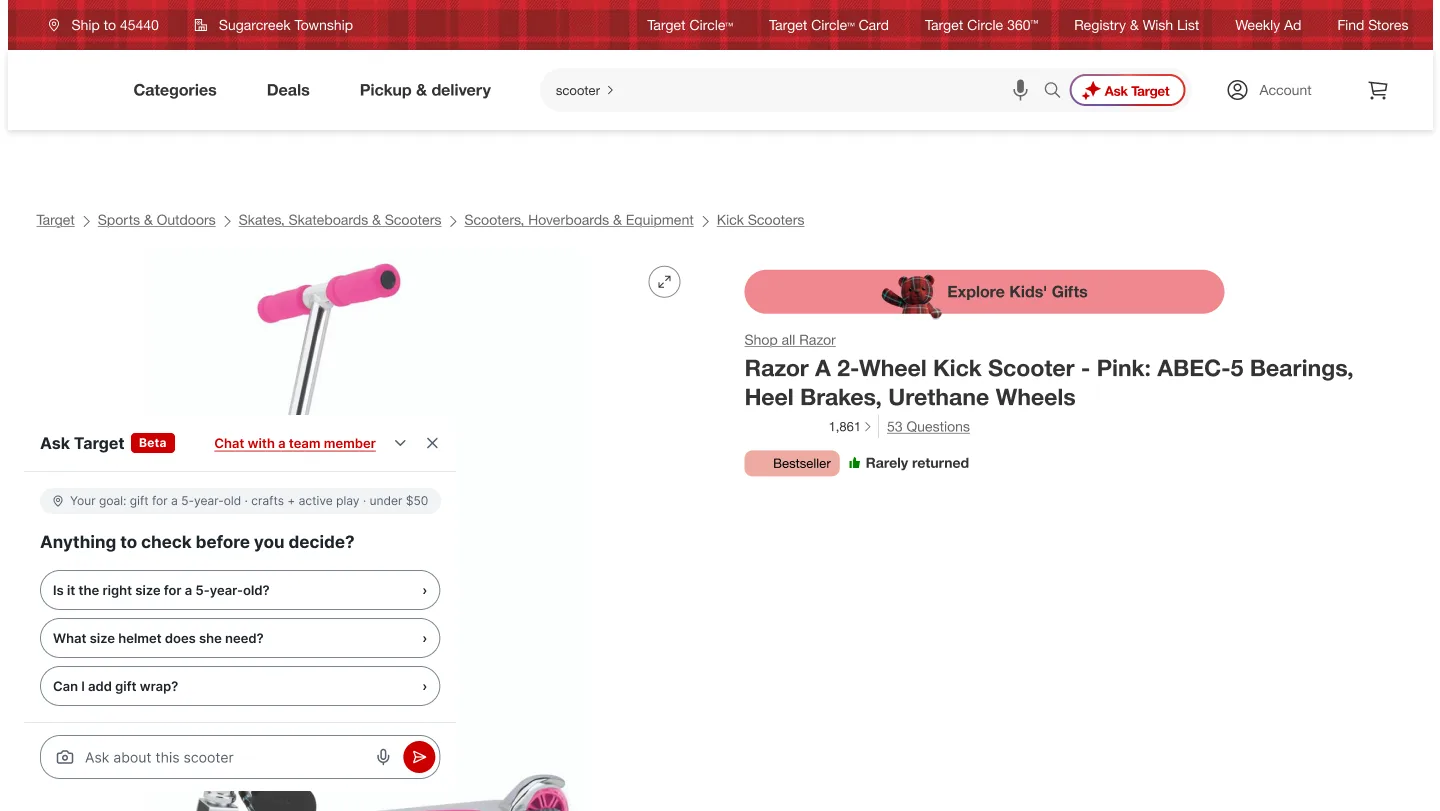 Ship to 45440
Sugarcreek Township
Target Circle™
Target Circle™ Card
Target Circle 360™
Registry & Wish List
Weekly Ad
Find Stores
Categories
Deals
Pickup & delivery
scooter
Ask Target
Account
Target
Sports & Outdoors
Skates, Skateboards & Scooters
Scooters, Hoverboards & Equipment
Kick Scooters
Explore Kids' Gifts
Shop all Razor
Razor A 2-Wheel Kick Scooter - Pink: ABEC-5 Bearings,
Heel Brakes, Urethane Wheels
1,861
53 Questions
Bestseller
Rarely returned
Ask Target
Beta
Chat with a team member
Your goal: gift for a 5-year-old · crafts + active play · under $50
Anything to check before you decide?
Is it the right size for a 5-year-old?
What size helmet does she need?
Can I add gift wrap?
Ask about this scooter